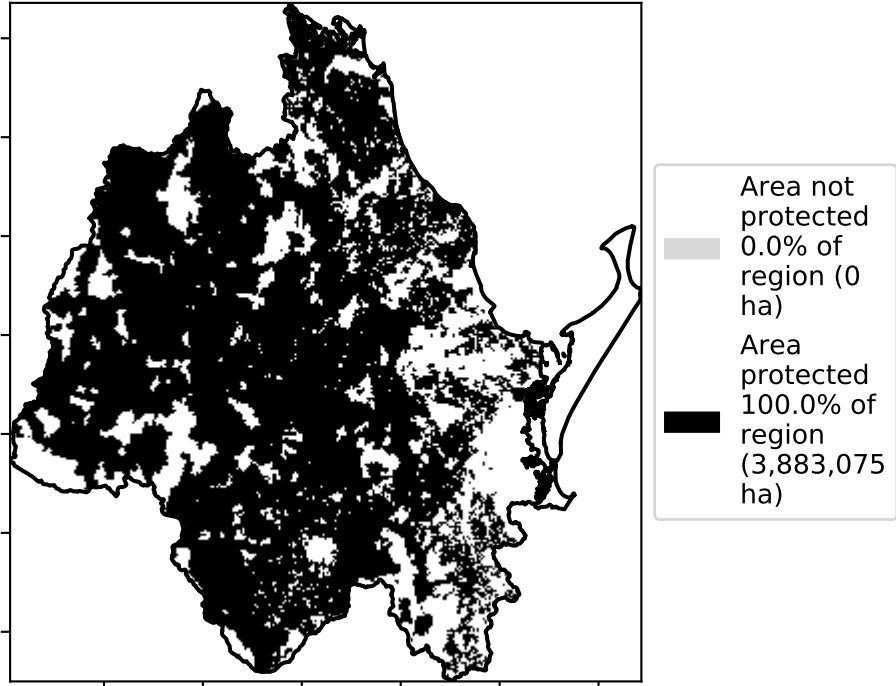 Area not
protected
0.0% of
region (0
ha)
Area
protected
100.0% of
region
(3,883,075
ha)